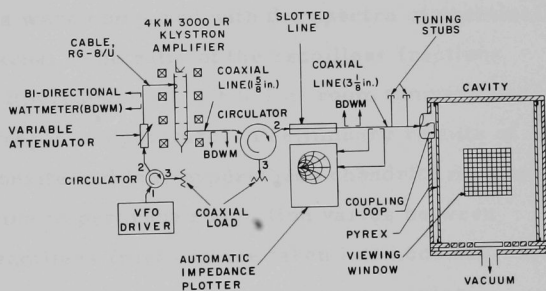 4KM 3000 LR
KLYSTRON
AMPLIFIER
CABLE,
RG-8/U
SLOTTED
LINE
TUNING
STUBS
COAXIAL
LINE (1 5/8 in.)
COAXIAL
LINE (3 1/8 in.)
CAVITY
BI-DIRECTIONAL
WATTMETER (BDWM)
CIRCULATOR
BDWM
VARIABLE
ATTENUATOR
1
2
3
BDWM
2
3
1
CIRCULATOR
VFO
DRIVER
COAXIAL
LOAD
AUTOMATIC
IMPEDANCE
PLOTTER
COUPLING
LOOP
PYREX
VIEWING
WINDOW
VACUUM